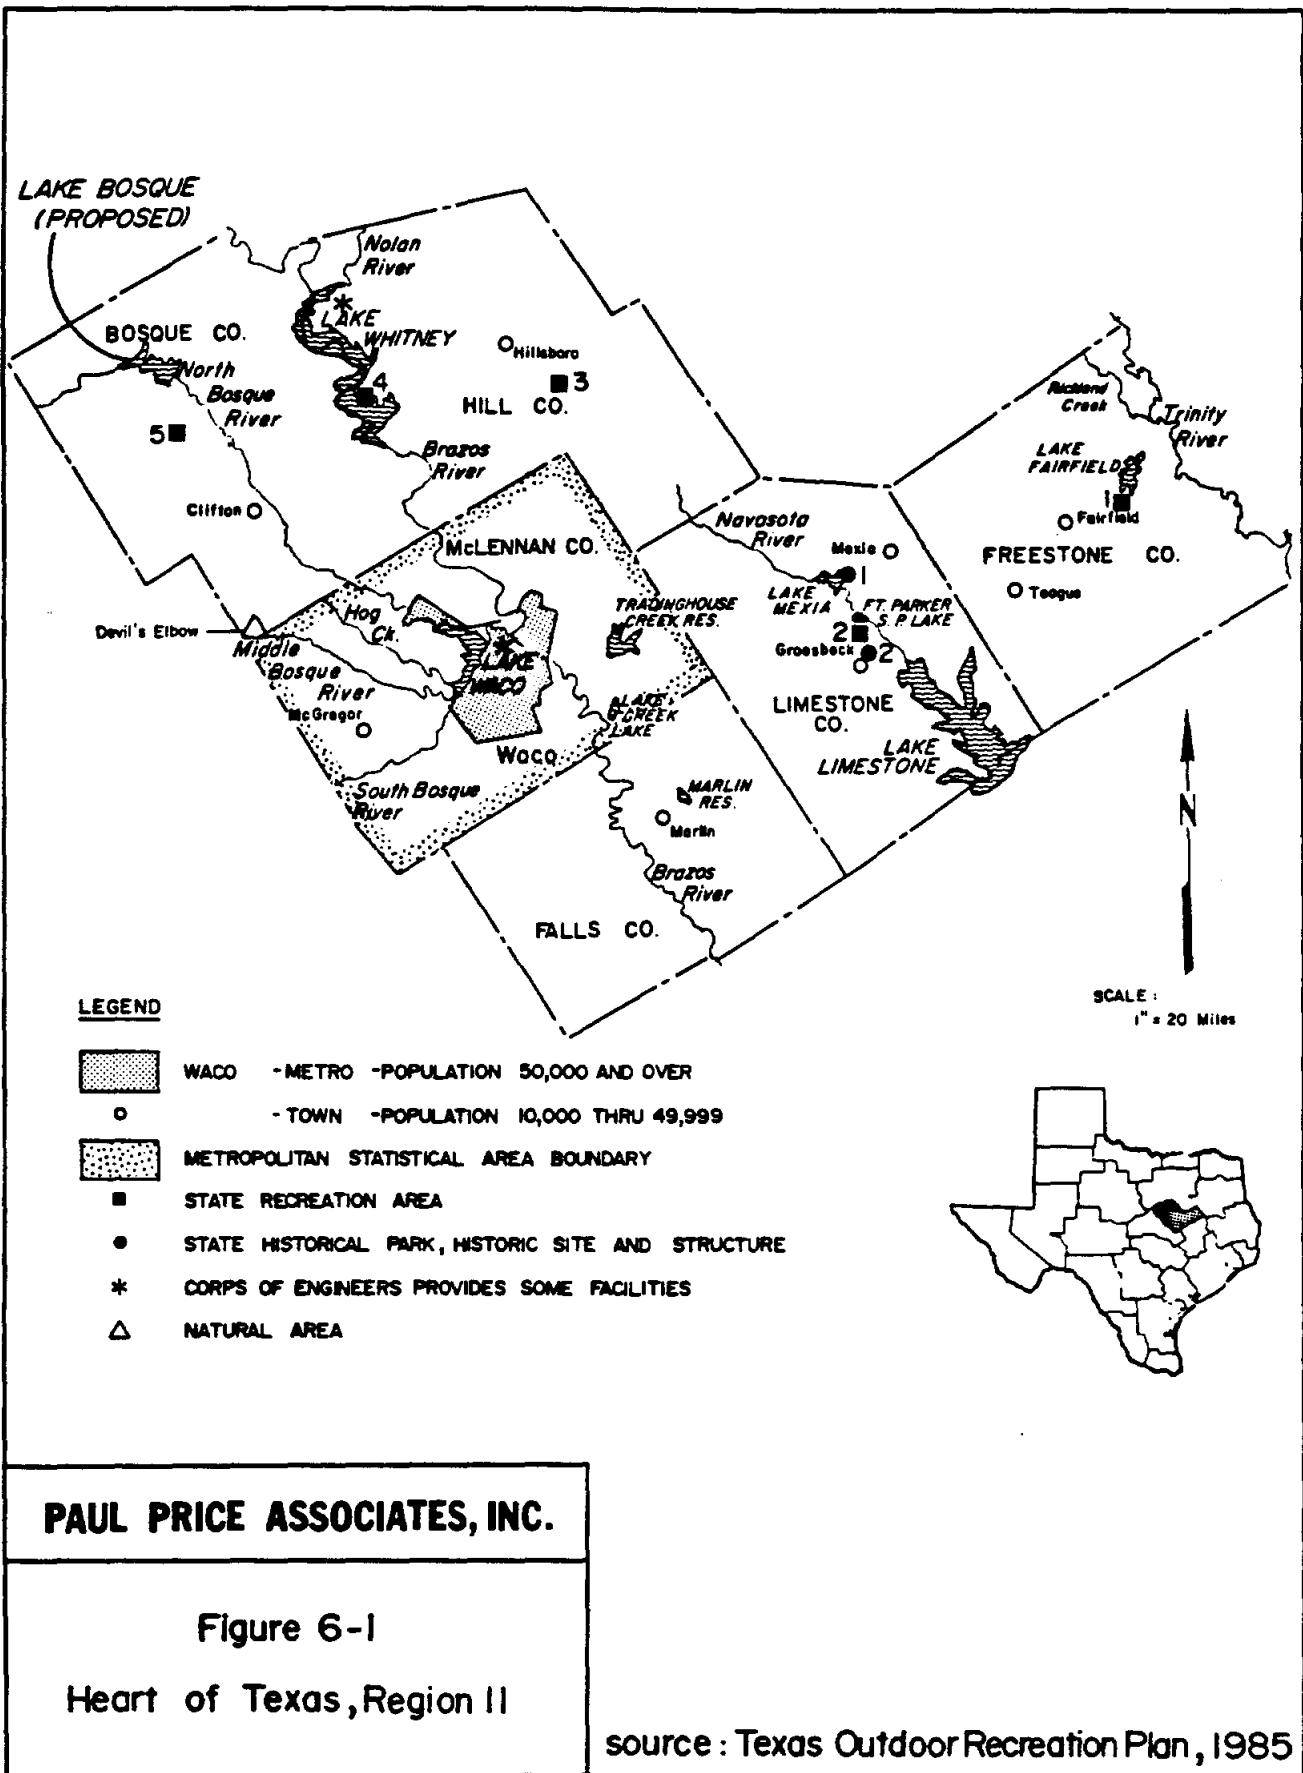 LAKE BOSQUE
(PROPOSED)
Nolan
River
BOSQUE CO.
LAKE
WHITNEY
Hillsboro
North
Bosque
River
4
3
HILL CO.
5
Brazos
River
Clifton
Richland
Creek
Trinity
River
LAKE
FAIRFIELD
1
Fairfield
FREESTONE CO.
Teague
Navasota
River
Mexia
1
LAKE
MEXIA
FT. PARKER
S. P. LAKE
2
Groesbeck
2
McLENNAN CO.
Hog
Ck.
TRADINGHOUSE
CREEK RES.
Devil's Elbow
Middle
Bosque
River
LAKE
WACO
McGregor
LAKE
CREEK
LAKE
LIMESTONE
CO.
LAKE
LIMESTONE
Waco
South Bosque
River
MARLIN
RES.
Marlin
Brazos
River
FALLS CO.
N
SCALE :
1" = 20 Miles
LEGEND
WACO - METRO - POPULATION 50,000 AND OVER
- TOWN - POPULATION 10,000 THRU 49,999
METROPOLITAN STATISTICAL AREA BOUNDARY
STATE RECREATION AREA
STATE HISTORICAL PARK, HISTORIC SITE AND STRUCTURE
CORPS OF ENGINEERS PROVIDES SOME FACILITIES
NATURAL AREA
PAUL PRICE ASSOCIATES, INC.
Figure 6-1
Heart of Texas, Region 11
source : Texas Outdoor Recreation Plan, 1985